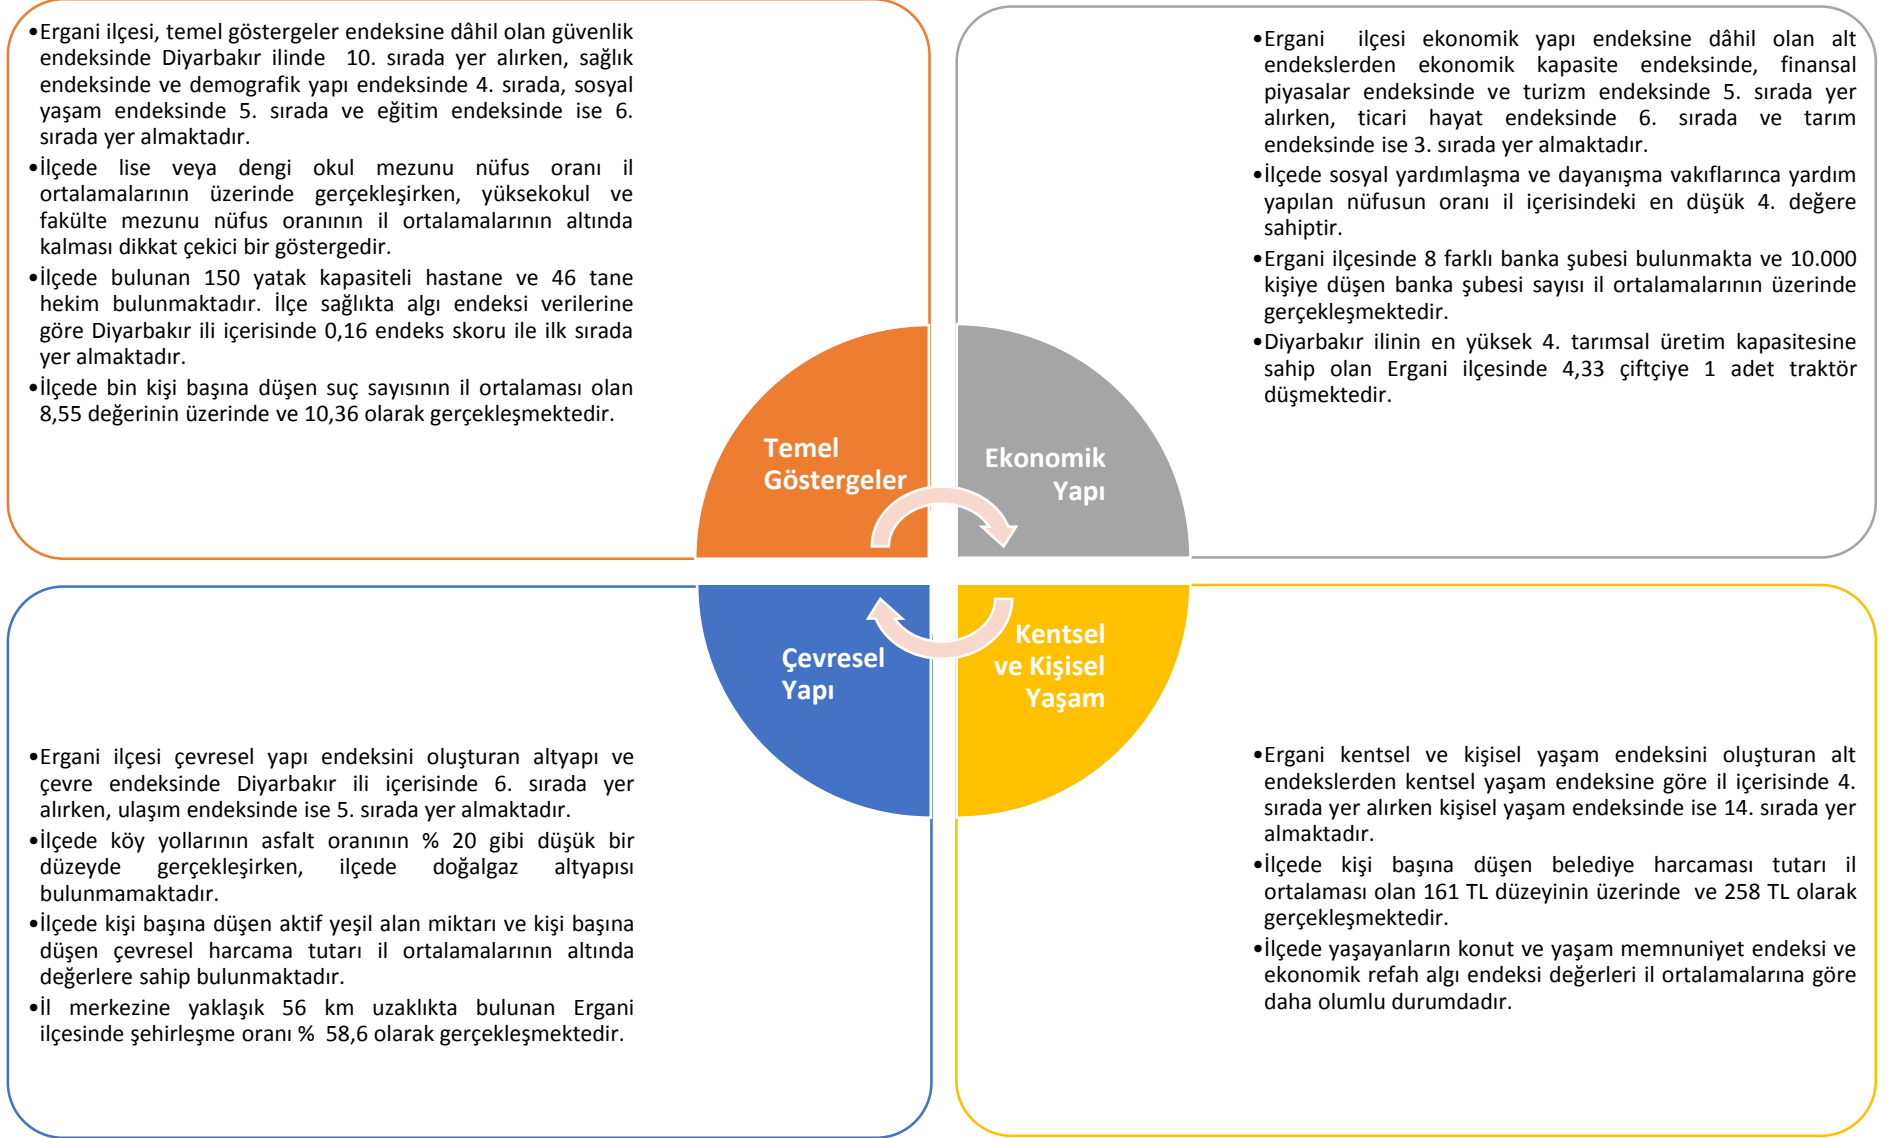 •Ergani ilçesi, temel göstergeler endeksine dâhil olan güvenlik
endeksinde Diyarbakır ilinde 10. sırada yer alırken, sağlık
endeksinde ve demografik yapı endeksinde 4. sırada, sosyal
yaşam endeksinde 5. sırada ve eğitim endeksinde ise 6.
sırada yer almaktadır.
•İlçede lise veya dengi okul mezunu nüfus oranı il
ortalamalarının üzerinde gerçekleşirken, yüksekokul ve
fakülte mezunu nüfus oranının il ortalamalarının altında
kalması dikkat çekici bir göstergedir.
•İlçede bulunan 150 yatak kapasiteli hastane ve 46 tane
hekim bulunmaktadır. İlçe sağlıkta algı endeksi verilerine
göre Diyarbakır ili içerisinde 0,16 endeks skoru ile ilk sırada
yer almaktadır.
•İlçede bin kişi başına düşen suç sayısının il ortalaması olan
8,55 değerinin üzerinde ve 10,36 olarak gerçekleşmektedir.
Temel
Göstergeler
•Ergani ilçesi ekonomik yapı endeksine dâhil olan alt
endekslerden ekonomik kapasite endeksinde, finansal
piyasalar endeksinde ve turizm endeksinde 5. sırada yer
alırken, ticari hayat endeksinde 6. sırada ve tarım
endeksinde ise 3. sırada yer almaktadır.
•İlçede sosyal yardımlaşma ve dayanışma vakıflarınca yardım
yapılan nüfusun oranı il içerisindeki en düşük 4. değere
sahiptir.
•Ergani ilçesinde 8 farklı banka şubesi bulunmakta ve 10.000
kişiye düşen banka şubesi sayısı il ortalamalarının üzerinde
gerçekleşmektedir.
•Diyarbakır ilinin en yüksek 4. tarımsal üretim kapasitesine
sahip olan Ergani ilçesinde 4,33 çiftçiye 1 adet traktör
düşmektedir.
Ekonomik
Yapı
Çevresel
Yapı
•Ergani ilçesi çevresel yapı endeksini oluşturan altyapı ve
çevre endeksinde Diyarbakır ili içerisinde 6. sırada yer
alırken, ulaşım endeksinde ise 5. sırada yer almaktadır.
•İlçede köy yollarının asfalt oranının % 20 gibi düşük bir
düzeyde gerçekleşirken, ilçede doğalgaz altyapısı
bulunmamaktadır.
•İlçede kişi başına düşen aktif yeşil alan miktarı ve kişi başına
düşen çevresel harcama tutarı il ortalamalarının altında
değerlere sahip bulunmaktadır.
•İl merkezine yaklaşık 56 km uzaklıkta bulunan Ergani
ilçesinde şehirleşme oranı % 58,6 olarak gerçekleşmektedir.
Kentsel
ve Kişisel
Yaşam
•Ergani kentsel ve kişisel yaşam endeksini oluşturan alt
endekslerden kentsel yaşam endeksine göre il içerisinde 4.
sırada yer alırken kişisel yaşam endeksinde ise 14. sırada yer
almaktadır.
•İlçede kişi başına düşen belediye harcaması tutarı il
ortalaması olan 161 TL düzeyinin üzerinde ve 258 TL olarak
gerçekleşmektedir.
•İlçede yaşayanların konut ve yaşam memnuniyet endeksi ve
ekonomik refah algı endeksi değerleri il ortalamalarına göre
daha olumlu durumdadır.